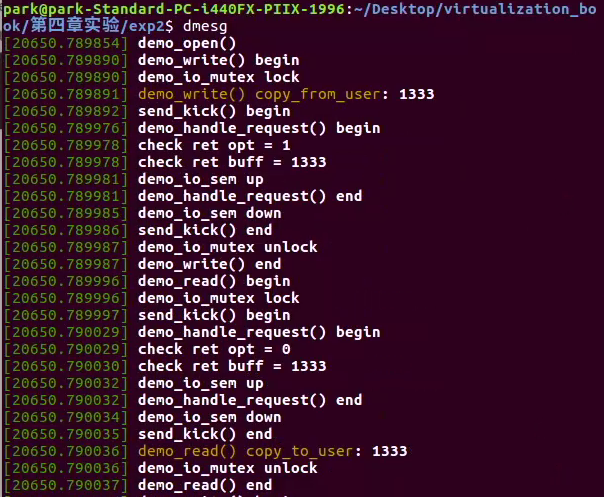 park@park-Standard-PC-i440FX-PIIX-1996:~/Desktop/virtualization_bo
ok/第四章实验/exp2$ dmesg
[20650.789854] demo_open()
[20650.789890] demo_write() begin
[20650.789890] demo_io_mutex lock
[20650.789891] demo_write() copy_from_user: 1333
[20650.789892] send_kick() begin
[20650.789976] demo_handle_request() begin
[20650.789978] check ret opt = 1
[20650.789978] check ret buff = 1333
[20650.789981] demo_io_sem up
[20650.789981] demo_handle_request() end
[20650.789985] demo_io_sem down
[20650.789986] send_kick() end
[20650.789987] demo_io_mutex unlock
[20650.789987] demo_write() end
[20650.789996] demo_read() begin
[20650.789996] demo_io_mutex lock
[20650.789997] send_kick() begin
[20650.790029] demo_handle_request() begin
[20650.790029] check ret opt = 0
[20650.790030] check ret buff = 1333
[20650.790032] demo_io_sem up
[20650.790032] demo_handle_request() end
[20650.790034] demo_io_sem down
[20650.790035] send_kick() end
[20650.790036] demo_read() copy_to_user: 1333
[20650.790036] demo_io_mutex unlock
[20650.790037] demo_read() end